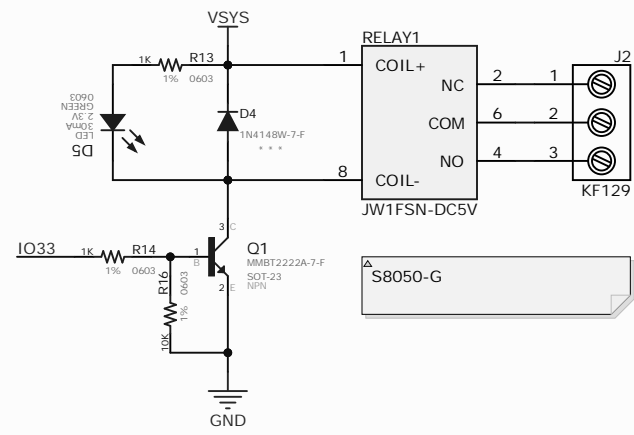 VSYS
1K R13
1% 0603
RELAY1
1
COIL+
NC
2
1
J2
COM
6
2
NO
4
3
COIL-
8
KF129
JW1FSN-DC5V
D4
1N4148W-7-F
* * *
D5
LED
30mA
2.3V
GREEN
0603
3 C
Q1
MMBT2222A-7-F
SOT-23
NPN
1
B
2 E
IO33
1K R14
1% 0603
R16
0603
1%
10K
S8050-G
GND